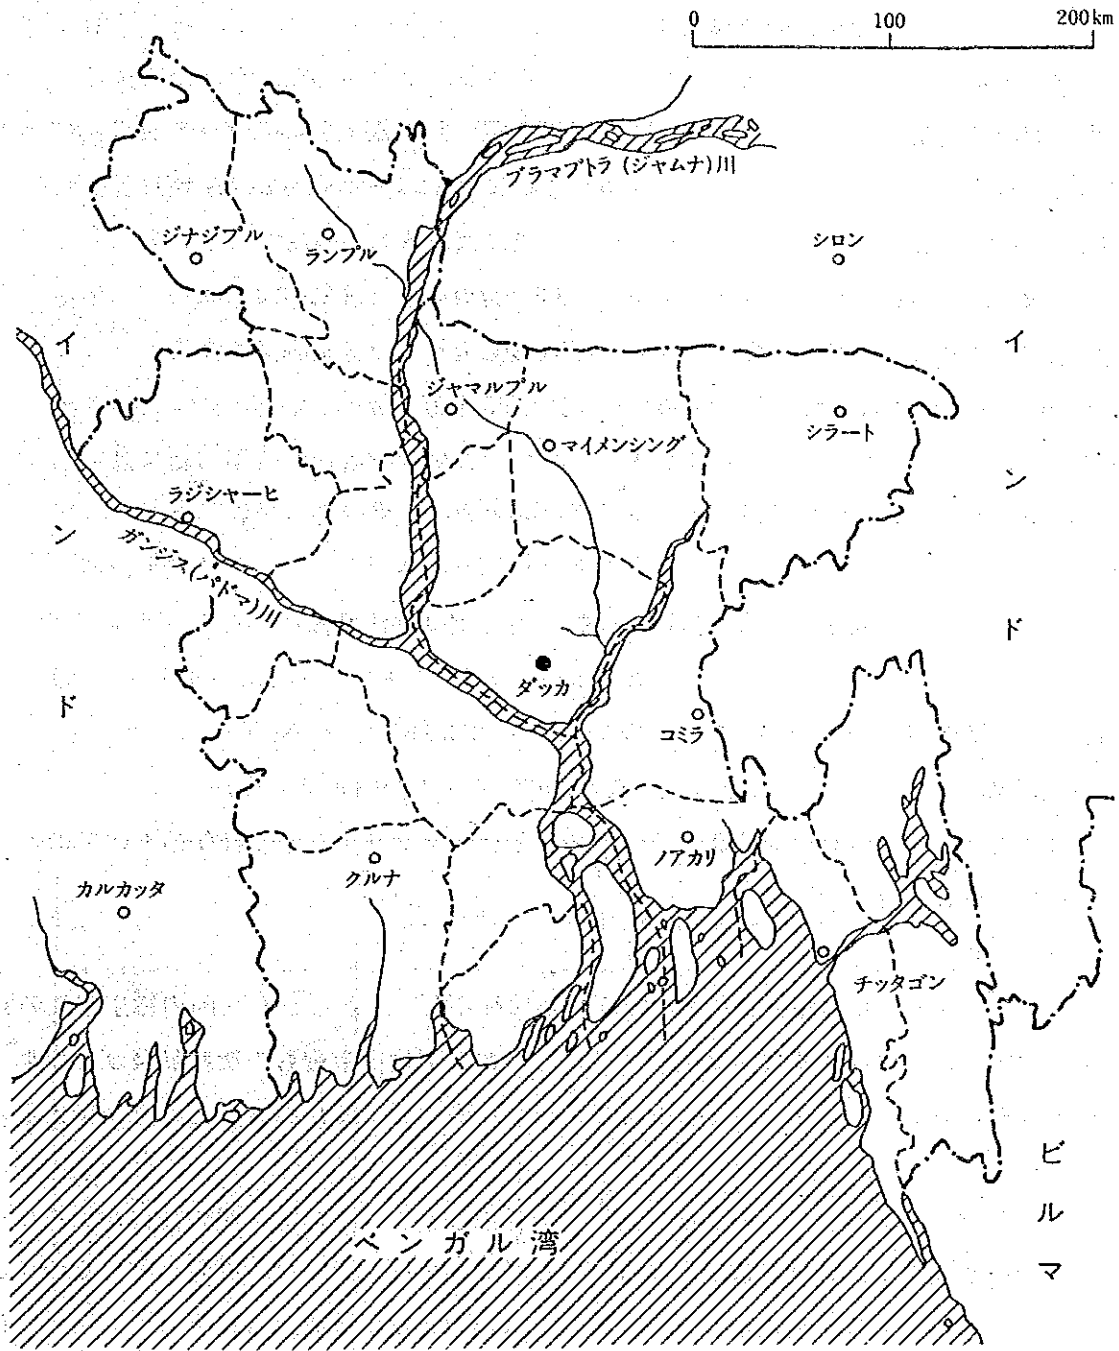 0 100 200km
ブラマプトラ (ジャムナ)川
ジナジプル
ランプル
シロン
インド
インド
ジャマルプル
マイメンシング
シラート
ラジシャーヒ
ガンジス(パドマ)川
ダッカ
コミラ
ノアカリ
クルナ
カルカッタ
チッタゴン
ビルマ
ベンガル湾